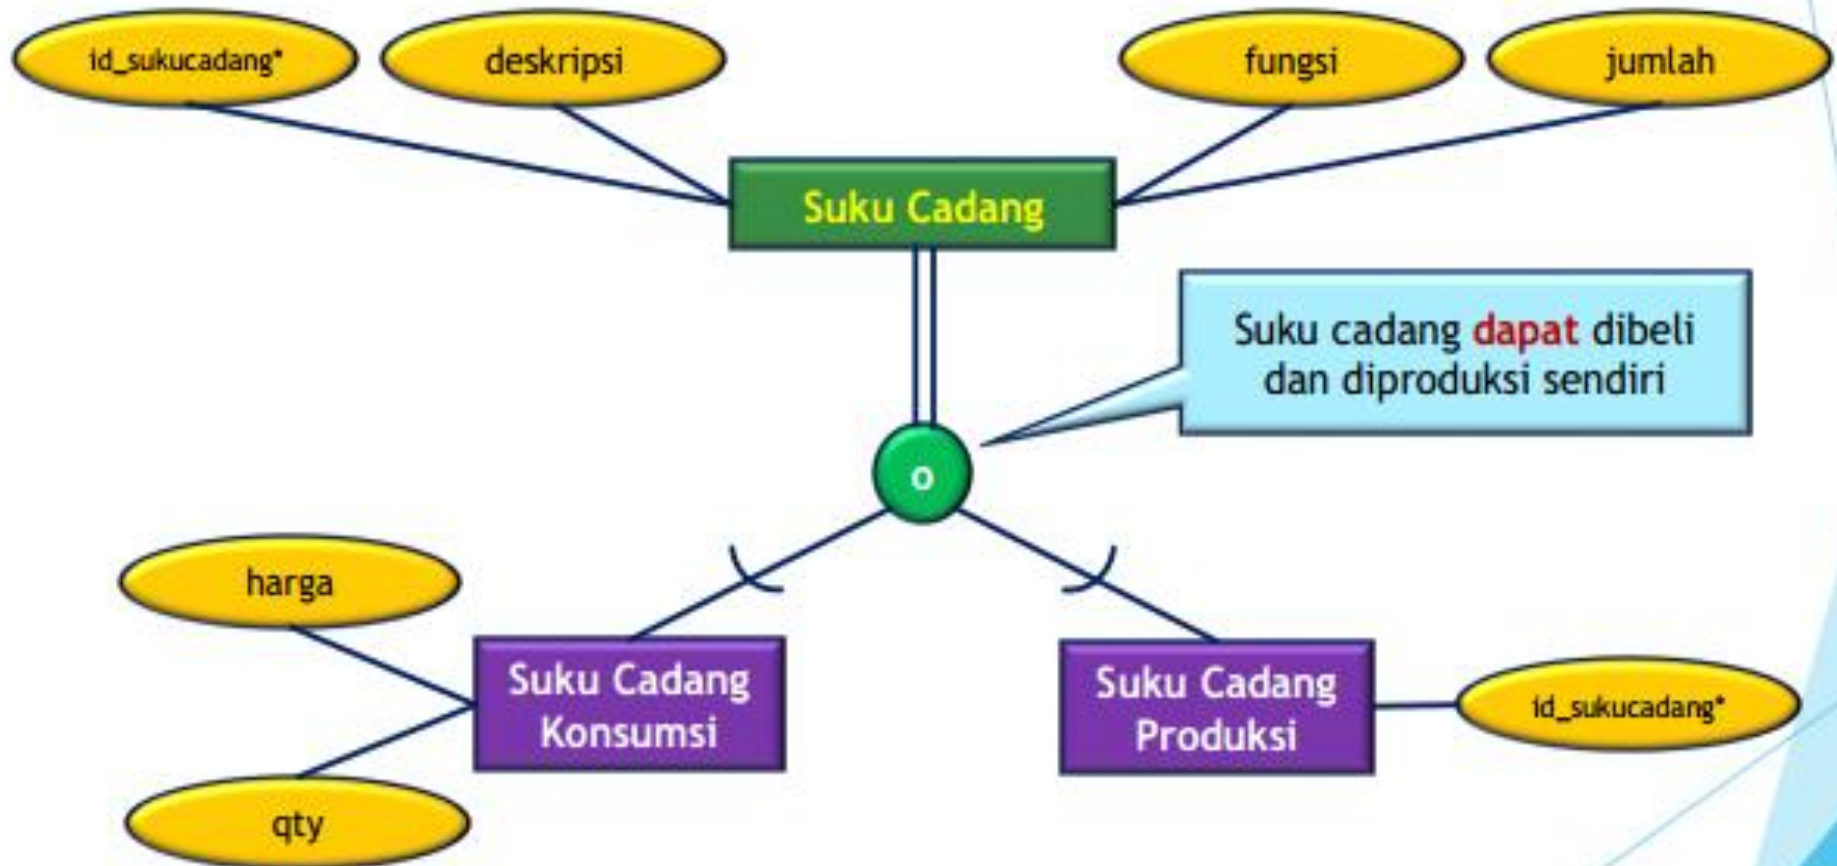 id_sukucadang*
deskripsi
fungsi
jumlah
Suku Cadang
Suku cadang dapat dibeli
dan diproduksi sendiri
o
harga
Suku Cadang
Konsumsi
Suku Cadang
Produksi
id_sukucadang*
qty